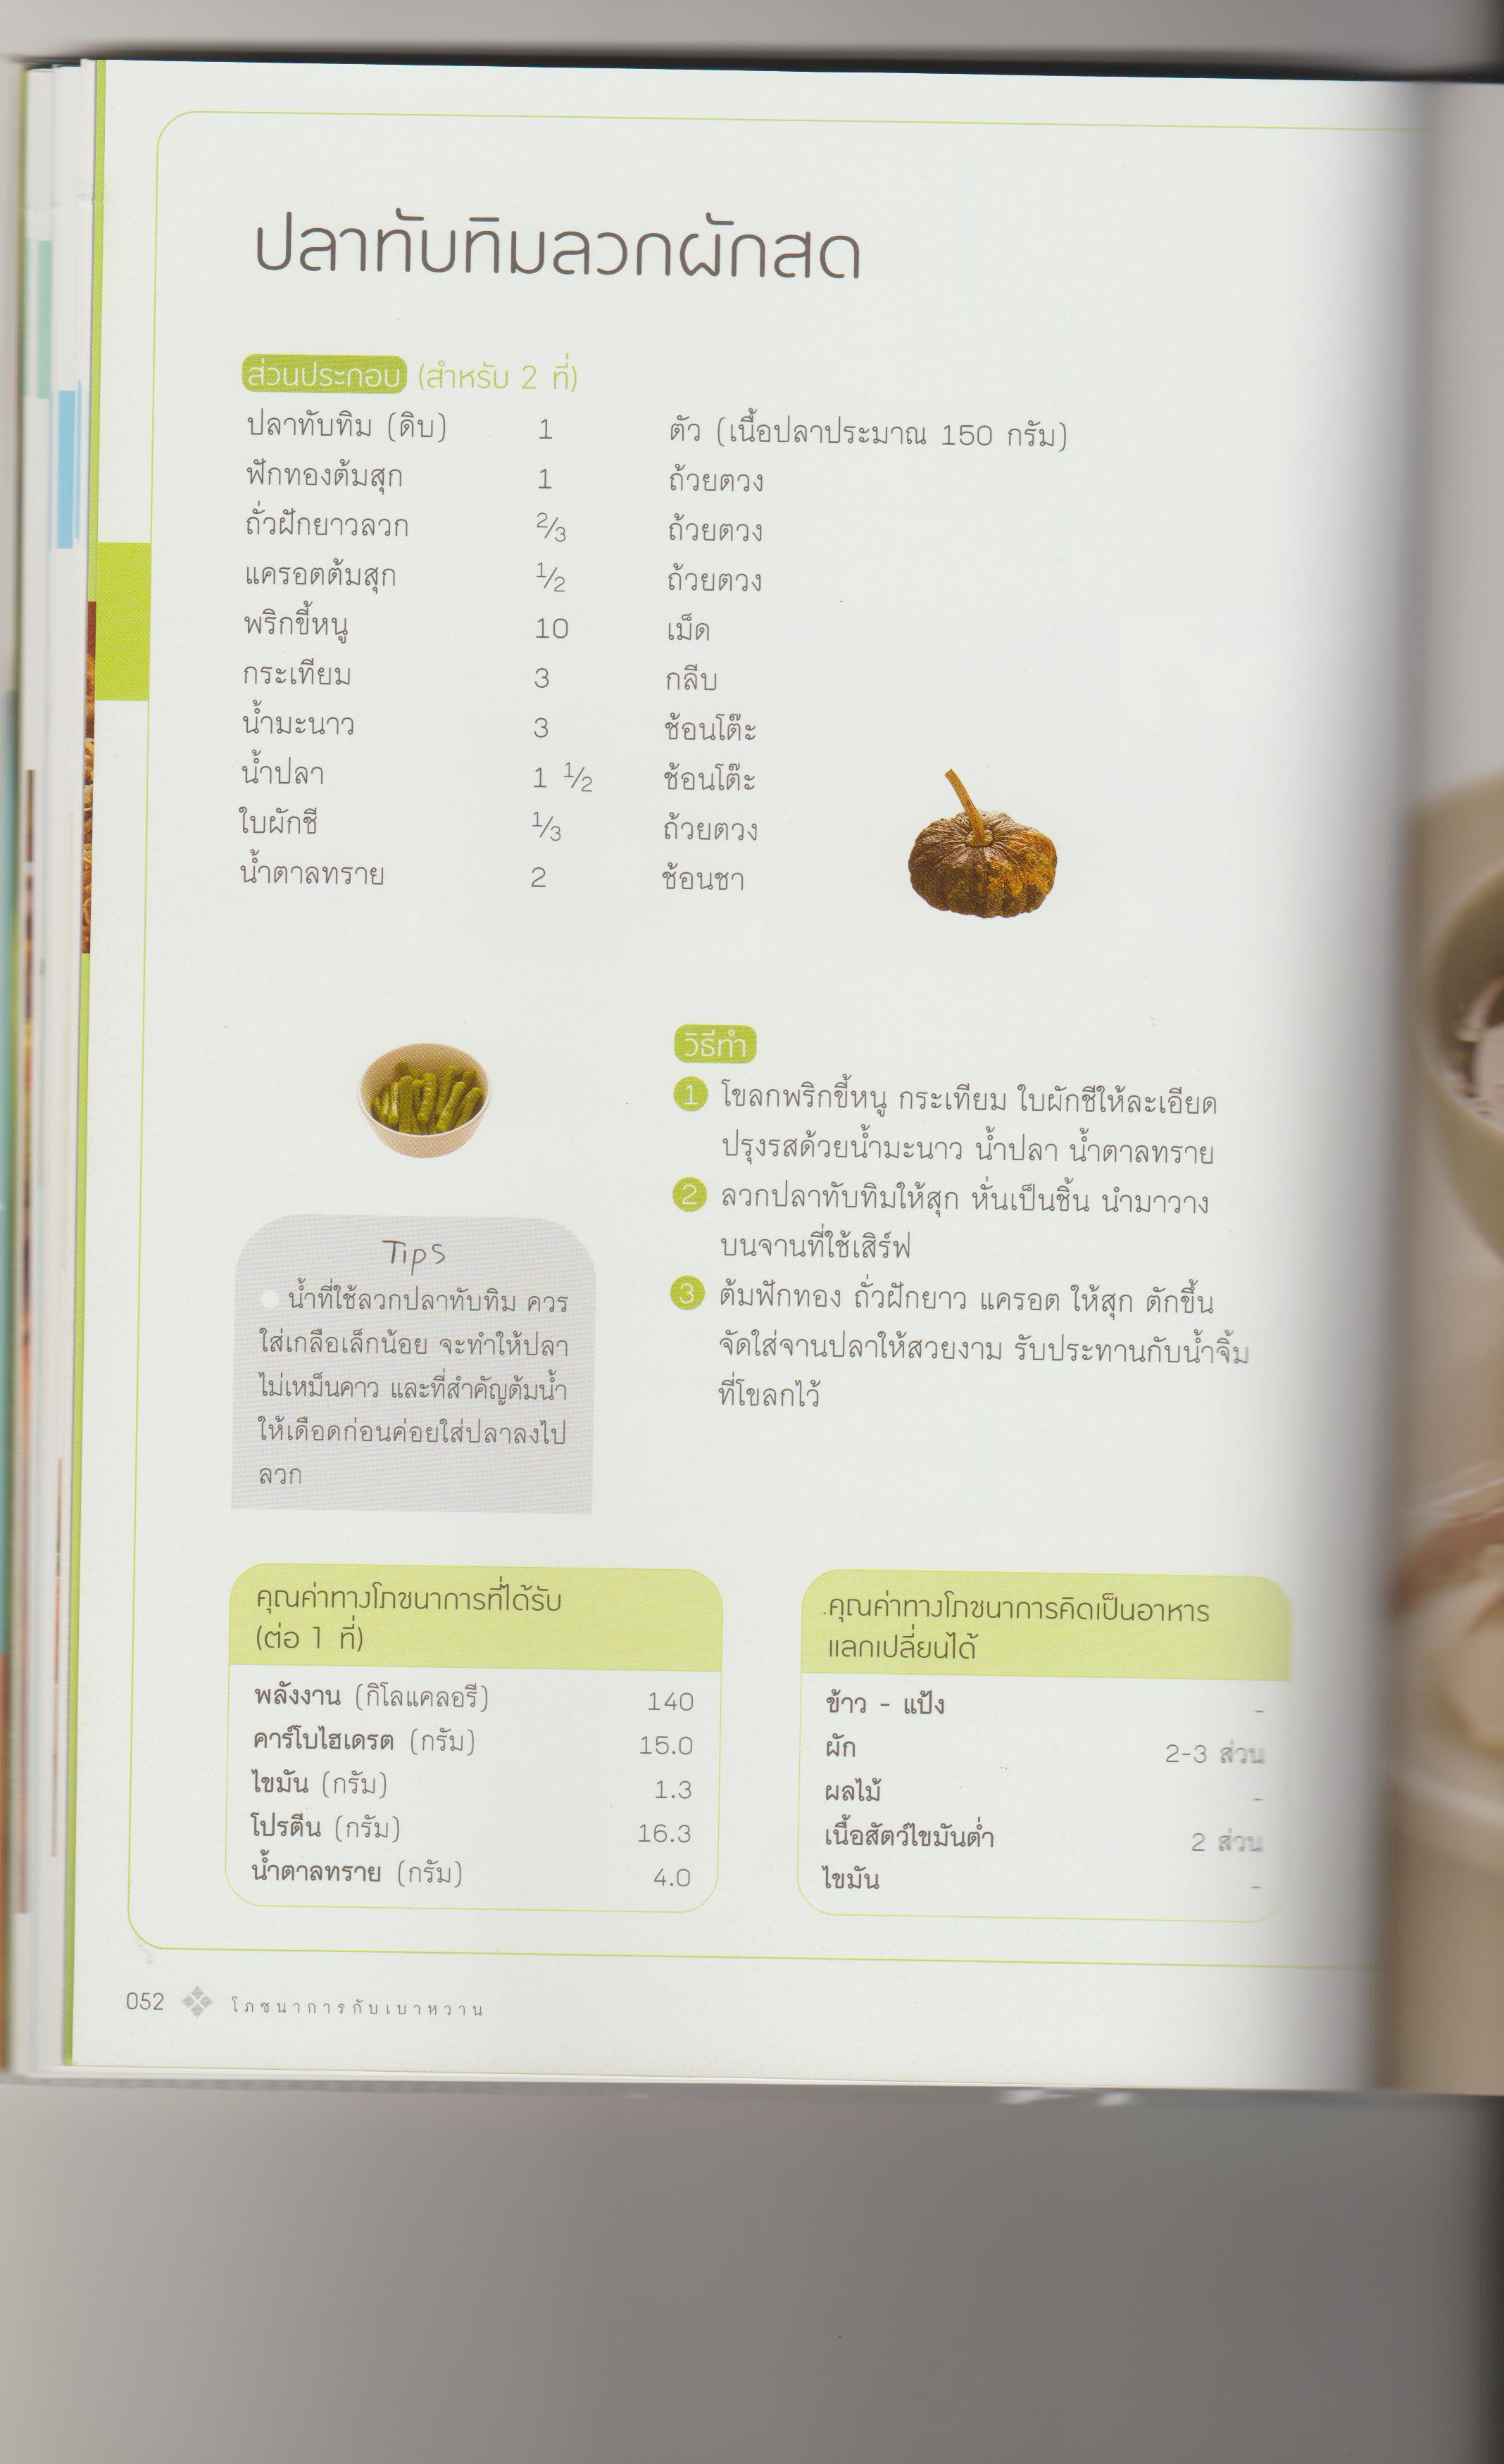 ปลาทับทิมลวกผักสด
ส่วนประกอบ (สำหรับ 2 ที่)
ปลาทับทิม (ดิบ) 1 ตัว (เนื้อปลาประมาณ 150 กรัม)
ฟักทองต้มสุก 1 ถ้วยตวง
ถั่วฝักยาวลวก 2/3 ถ้วยตวง
แครอตต้มสุก 1/2 ถ้วยตวง
พริกขี้หนู 10 เม็ด
กระเทียม 3 กลีบ
น้ำมะนาว 3 ช้อนโต๊ะ
น้ำปลา 1 1/2 ช้อนโต๊ะ
ใบผักชี 1/3 ถ้วยตวง
น้ำตาลทราย 2 ช้อนชา
วิธีทำ
1 โขลกพริกขี้หนู กระเทียม ใบผักชีให้ละเอียด
ปรุงรสด้วยน้ำมะนาว น้ำปลา น้ำตาลทราย
2 ลวกปลาทับทิมให้สุก หั่นเป็นชิ้น นำมาวาง
บนจานที่ใช้เสิร์ฟ
3 ต้มฟักทอง ถั่วฝักยาว แครอต ให้สุก ตักขึ้น
จัดใส่จานปลาให้สวยงาม รับประทานกับน้ำจิ้ม
ที่โขลกไว้
Tips
น้ำที่ใช้ลวกปลาทับทิม ควร
ใส่เกลือเล็กน้อย จะทำให้ปลา
ไม่เหม็นคาว และที่สำคัญต้มน้ำ
ให้เดือดก่อนค่อยใส่ปลาลงไป
ลวก
คุณค่าทางโภชนาการที่ได้รับ
(ต่อ 1 ที่)
พลังงาน (กิโลแคลอรี) 140
คาร์โบไฮเดรต (กรัม) 15.0
ไขมัน (กรัม) 1.3
โปรตีน (กรัม) 16.3
น้ำตาลทราย (กรัม) 4.0
คุณค่าทางโภชนาการคิดเป็นอาหาร
แลกเปลี่ยนได้
ข้าว - แป้ง -
ผัก 2-3 ส่วน
ผลไม้ -
เนื้อสัตว์ไขมันต่ำ 2 ส่วน
ไขมัน -
052 โภชนาการกับเบาหวาน